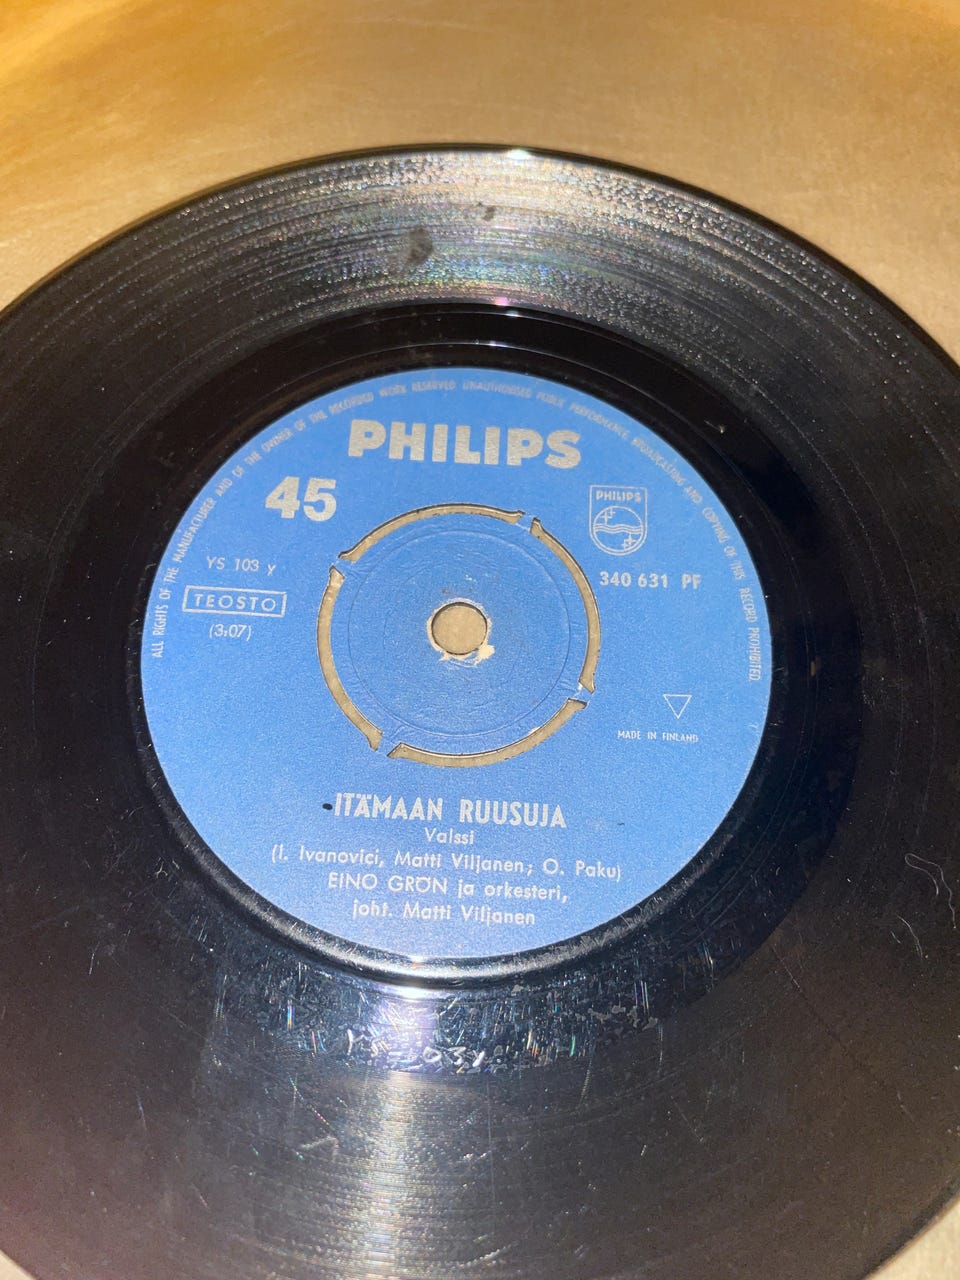 ALL RIGHTS OF THE MANUFACTURER AND OF THE OWNER OF THE RECORDED WORK RESERVED UNAUTHORISED PUBLIC PERFORMANCE, BROADCASTING AND COPYING OF THIS RECORD PROHIBITED.
PHILIPS
45
PHILIPS
YS 103 y
340 631 PF
TEOSTO
(3:07)
MADE IN FINLAND
ITÄMAAN RUUSUJA
Valssi
(I. Ivanovici, Matti Viljanen; O. Paku)
EINO GRÖN ja orkesteri,
joht. Matti Viljanen